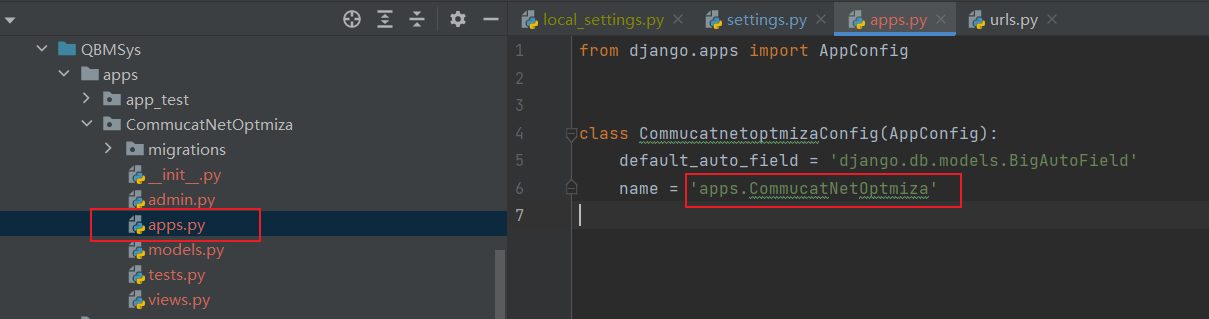 QBMSys
apps
app_test
CommucatNetOptmiza
migrations
__init__.py
admin.py
apps.py
models.py
tests.py
views.py
local_settings.py
settings.py
apps.py
urls.py
1 from django.apps import AppConfig
2
3
4 class CommucatnetoptmizaConfig(AppConfig):
5 default_auto_field = 'django.db.models.BigAutoField'
6 name = 'apps.CommucatNetOptmiza'
7